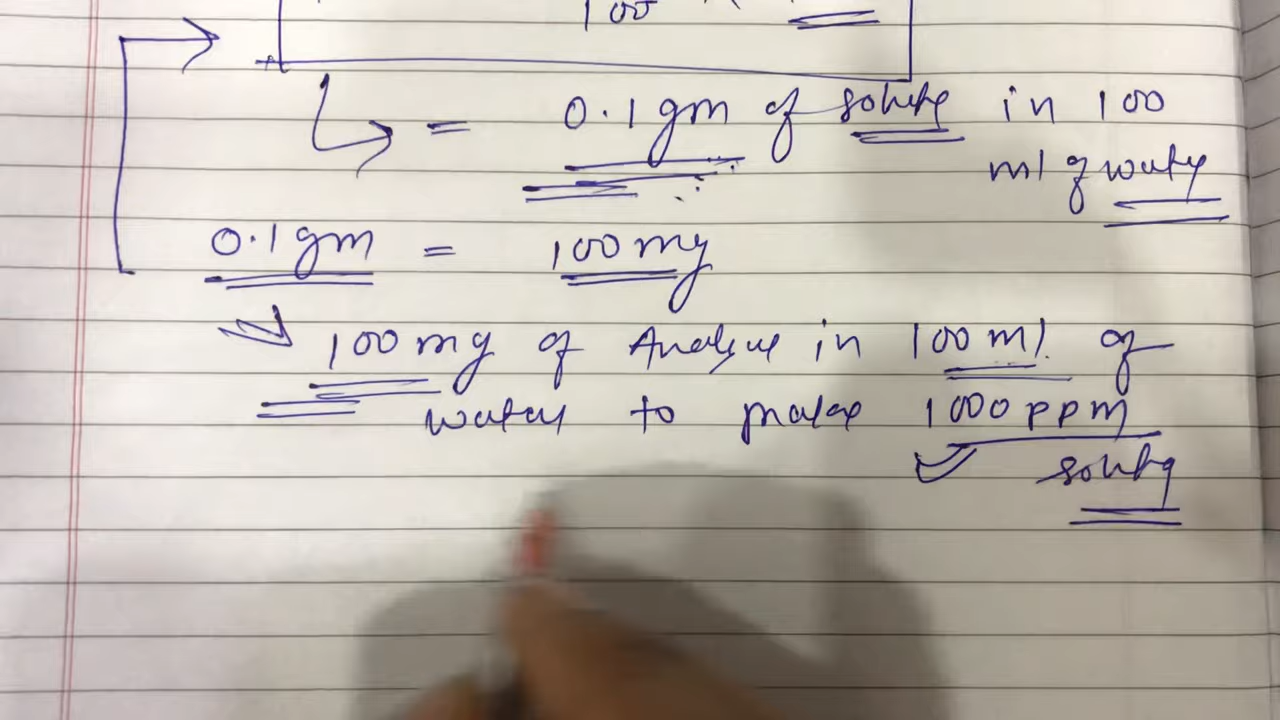 100
= 0.1 gm of solute in 100
ml of water
0.1 gm = 100 mg
100 mg of Analyte in 100 ml. of
water to make 1000 ppm